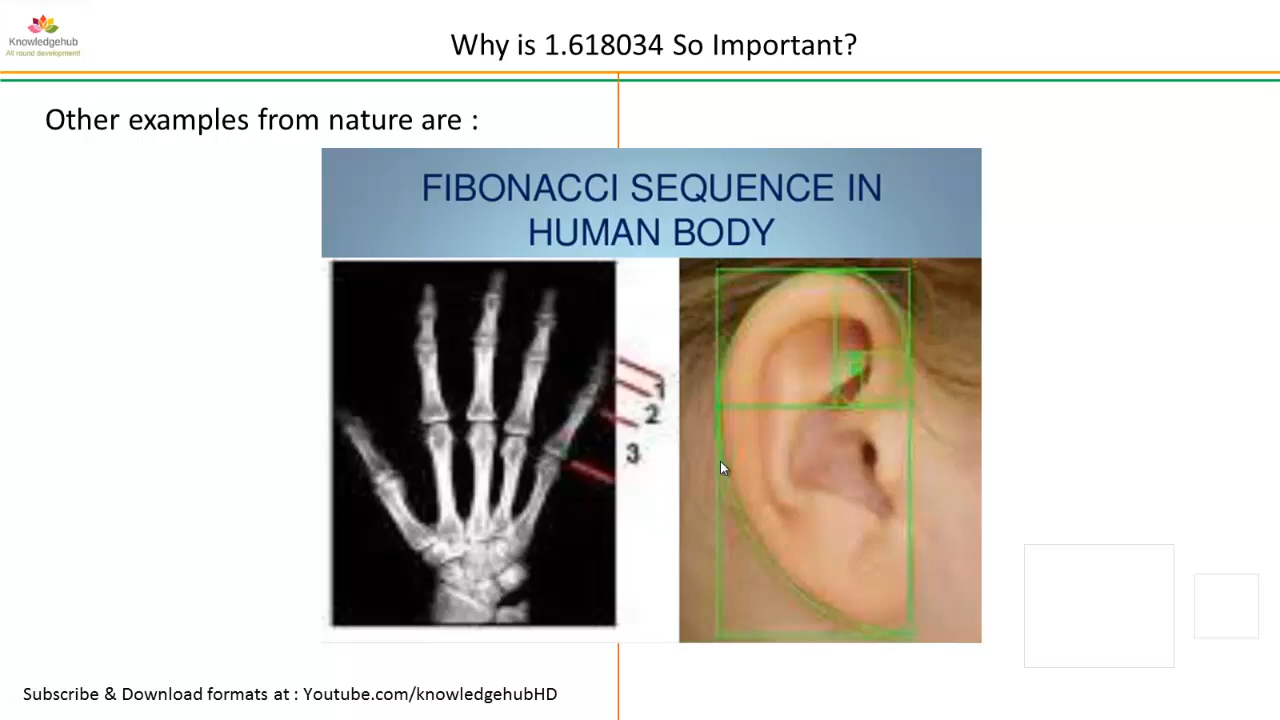 Knowledgehub
All round development!
Why is 1.618034 So Important?
Other examples from nature are :
FIBONACCI SEQUENCE IN
HUMAN BODY
1
2
3
Subscribe & Download formats at : Youtube.com/knowledgehubHD